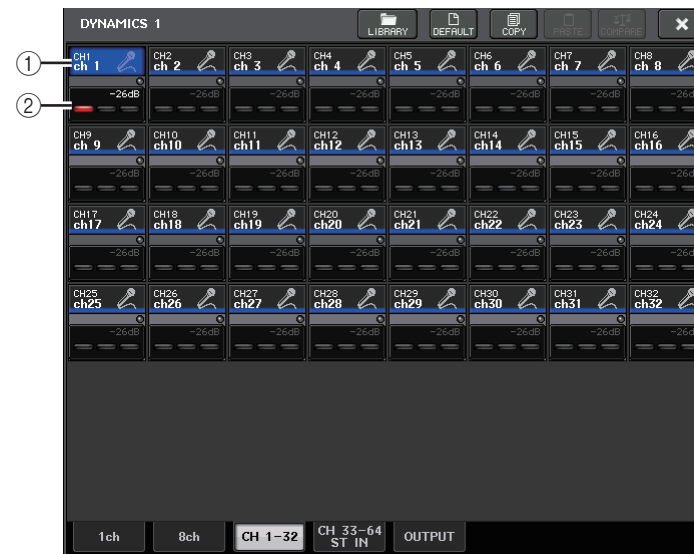 DYNAMICS 1 LIBRARY DEFAULT COPY PASTE COMPARE
① CH1 CH2 CH3 CH4 CH5 CH6 CH7 CH8
ch 1 ch 2 ch 3 ch 4 ch 5 ch 6 ch 7 ch 8
② -26dB -26dB -26dB -26dB -26dB -26dB -26dB -26d
CH9 CH10 CH11 CH12 CH13 CH14 CH15 CH16
ch 9 ch10 ch11 ch12 ch13 ch14 ch15 ch16
-26dB -26dB -26dB -26dB -26dB -26dB -26dB -26d
CH17 CH18 CH19 CH20 CH21 CH22 CH23 CH24
ch17 ch18 ch19 ch20 ch21 ch22 ch23 ch24
-26dB -26dB -26dB -26dB -26dB -26dB -26dB -26d
CH25 CH26 CH27 CH28 CH29 CH30 CH31 CH32
ch25 ch26 ch27 ch28 ch29 ch30 ch31 ch32
-26dB -26dB -26dB -26dB -26dB -26dB -26dB -26d
1ch 8ch CH 1-32 CH 33-64 OUTPUT
ST IN